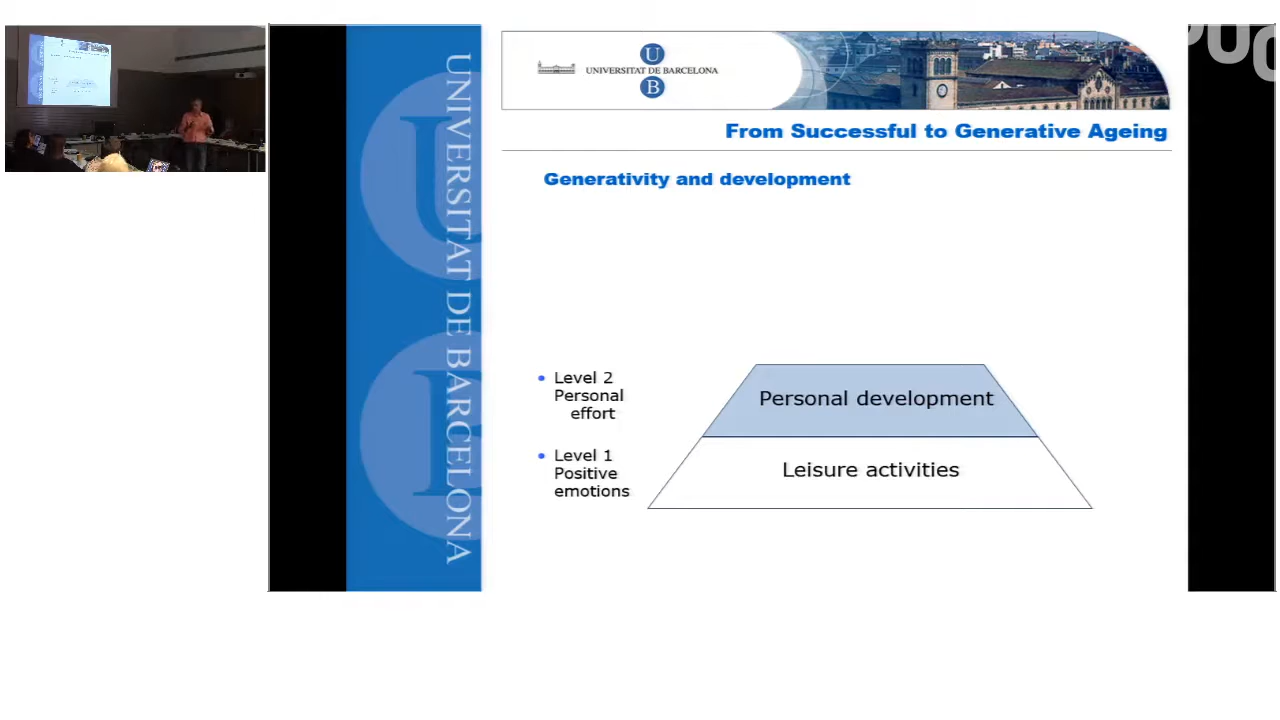 U
UNIVERSITAT DE BARCELONA
B
From Successful to Generative Ageing
Generativity and development
UNIVERSITAT DE BARCELONA
• Level 2
Personal
effort
Personal development
• Level 1
Positive
emotions
Leisure activities